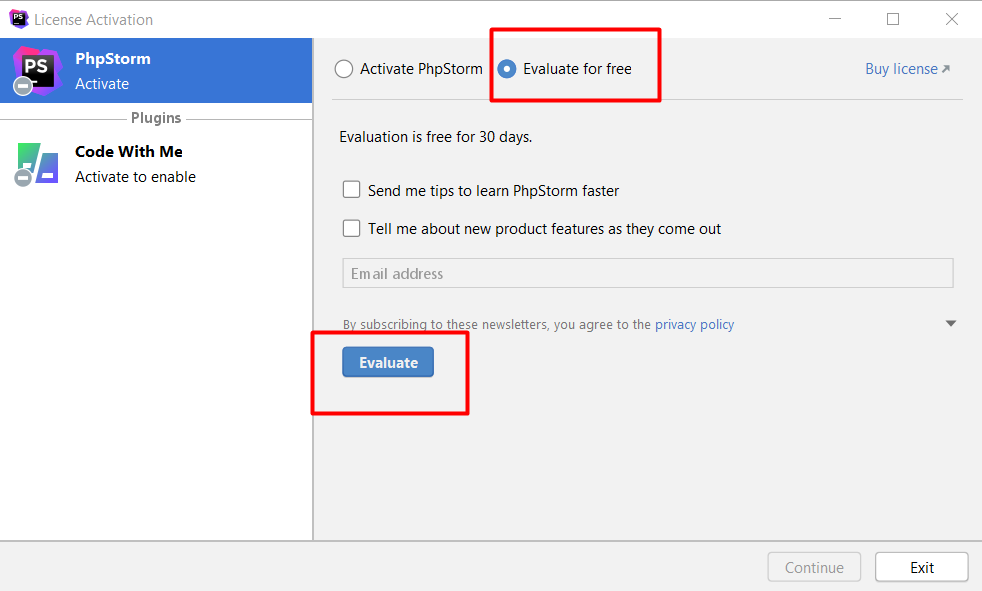 PS License Activation
PS
PhpStorm
Activate
Plugins
Code With Me
Activate to enable
Activate PhpStorm Evaluate for free Buy license
Evaluation is free for 30 days.
Send me tips to learn PhpStorm faster
Tell me about new product features as they come out
Email address
By subscribing to these newsletters, you agree to the privacy policy
Evaluate
Continue Exit